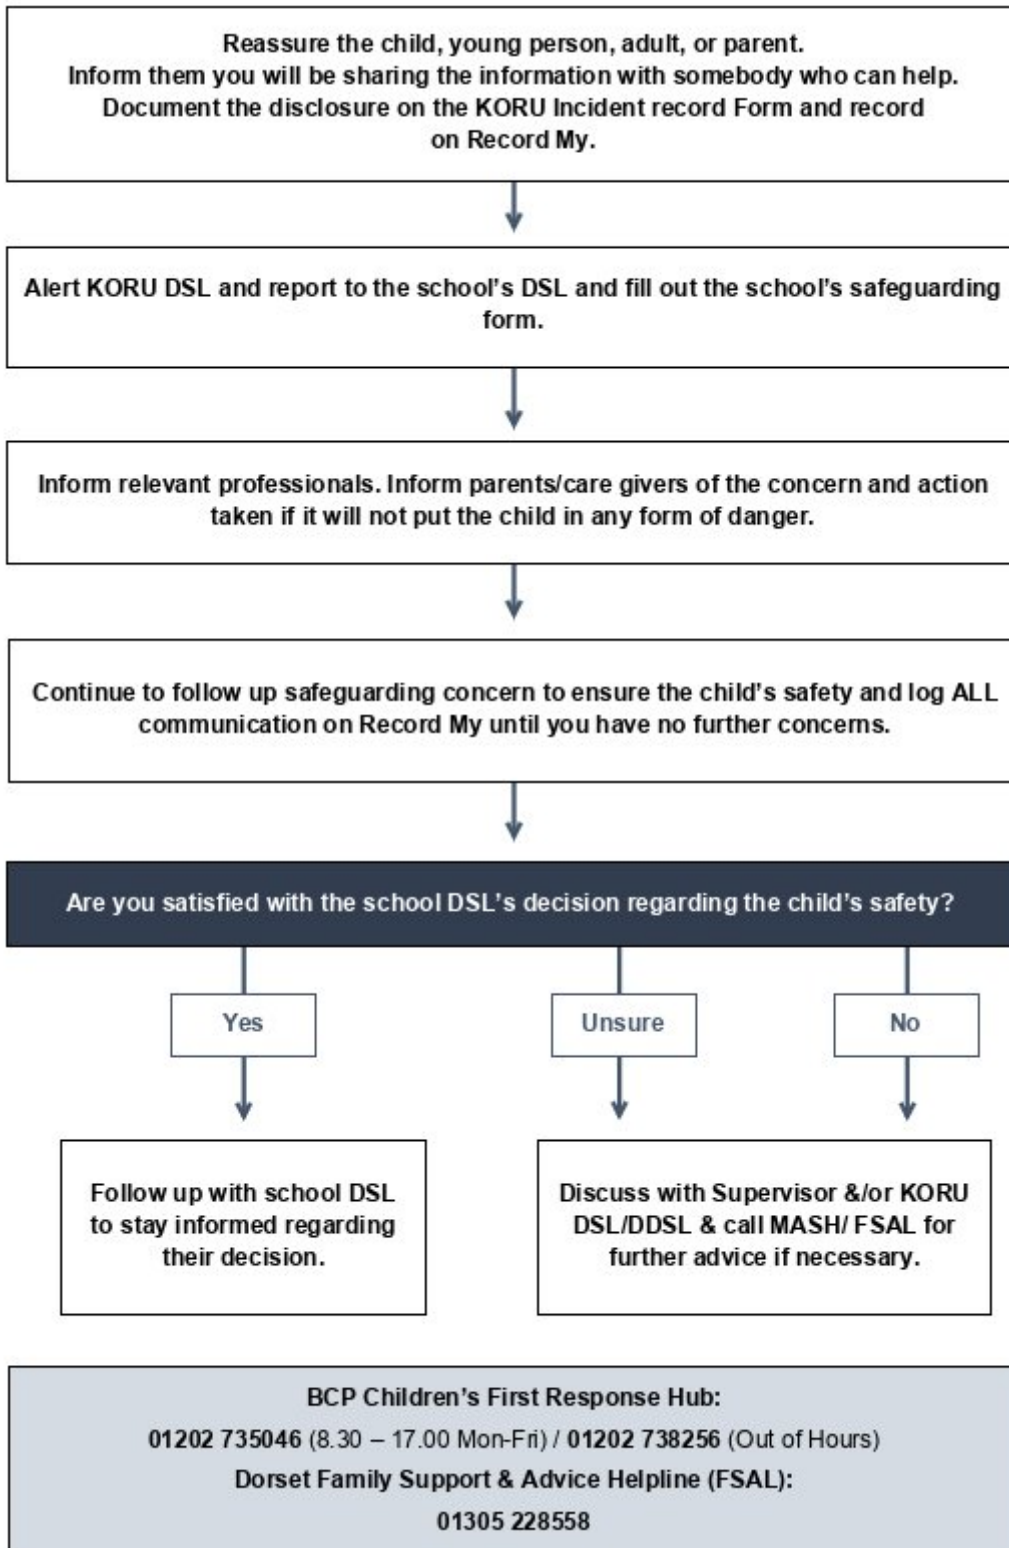 Reassure the child, young person, adult, or parent.
Inform them you will be sharing the information with somebody who can help.
Document the disclosure on the KORU Incident record Form and record
on Record My.
Alert KORU DSL and report to the school’s DSL and fill out the school’s safeguarding
form.
Inform relevant professionals. Inform parents/care givers of the concern and action
taken if it will not put the child in any form of danger.
Continue to follow up safeguarding concern to ensure the child’s safety and log ALL
communication on Record My until you have no further concerns.
Are you satisfied with the school DSL’s decision regarding the child’s safety?
Yes
Unsure
No
Follow up with school DSL
to stay informed regarding
their decision.
Discuss with Supervisor &/or KORU
DSL/DDSL & call MASH/ FSAL for
further advice if necessary.
BCP Children’s First Response Hub:
01202 735046 (8.30 – 17.00 Mon-Fri) / 01202 738256 (Out of Hours)
Dorset Family Support & Advice Helpline (FSAL):
01305 228558